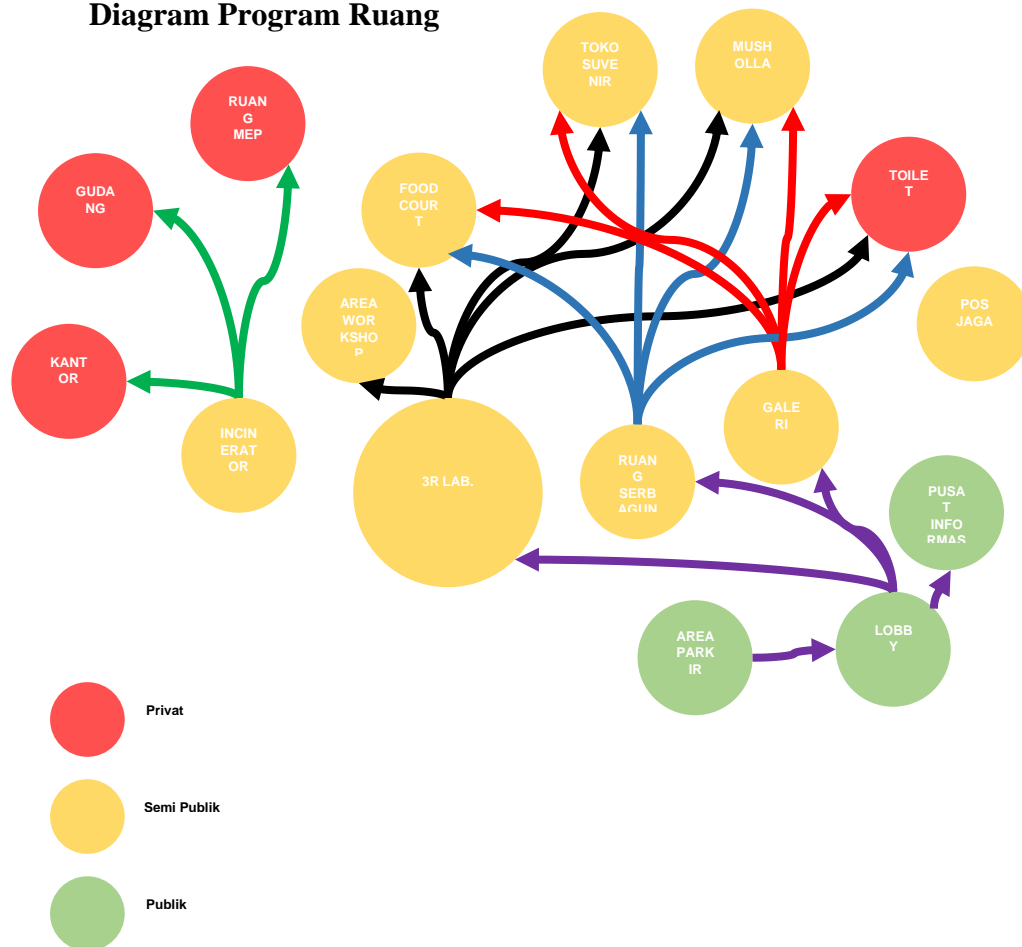 Diagram Program Ruang
TOKO
SUVE
NIR
MUSH
OLLA
RUAN
G
MEP
GUDA
NG
FOOD
COUR
T
TOILE
T
AREA
WOR
KSHO
P
POS
JAGA
KANT
OR
INCIN
ERAT
OR
3R LAB.
RUAN
G
SERB
AGUN
GALE
RI
PUSA
T
INFO
RMAS
AREA
PARK
IR
LOBB
Y
Privat
Semi Publik
Publik